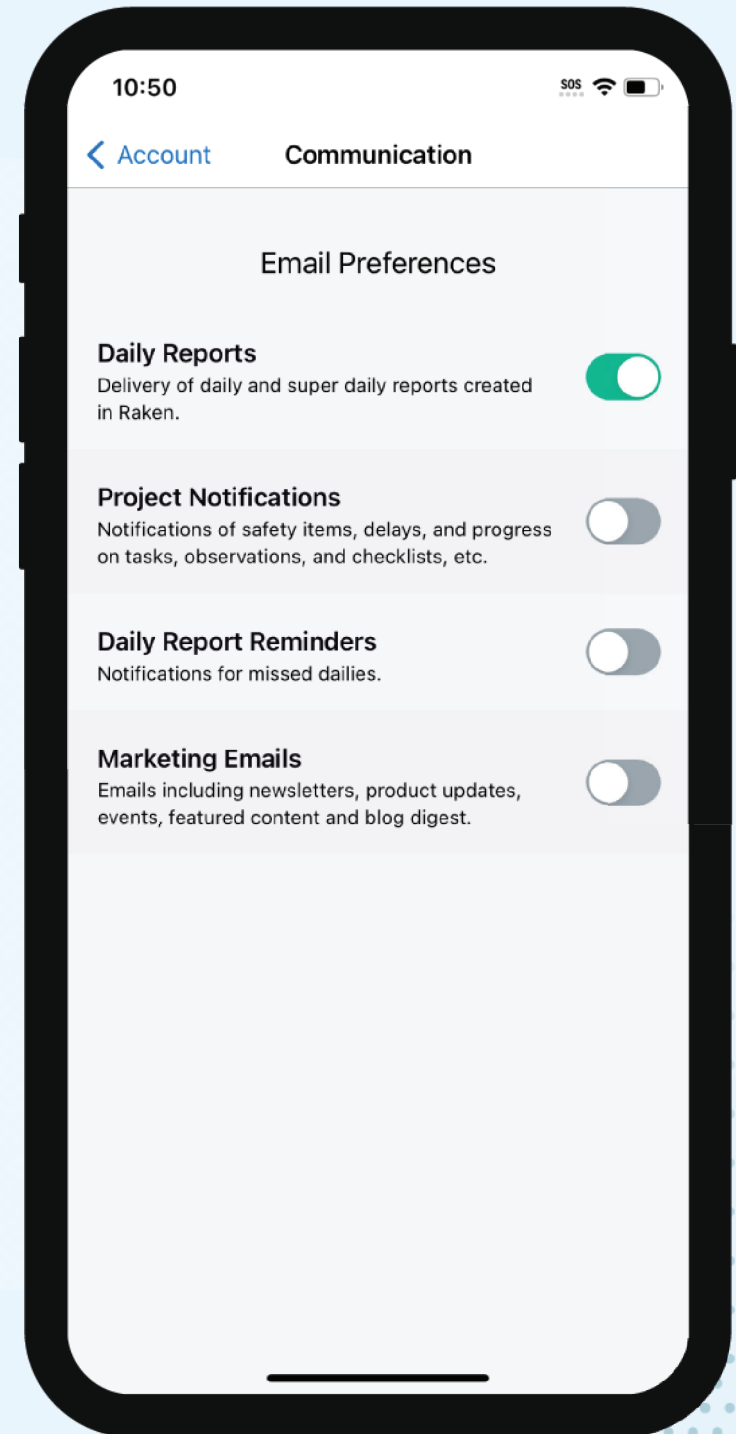 10:50
SOS
Account
Communication
Email Preferences
Daily Reports
Delivery of daily and super daily reports created
in Raken.
Project Notifications
Notifications of safety items, delays, and progress
on tasks, observations, and checklists, etc.
Daily Report Reminders
Notifications for missed dailies.
Marketing Emails
Emails including newsletters, product updates,
events, featured content and blog digest.